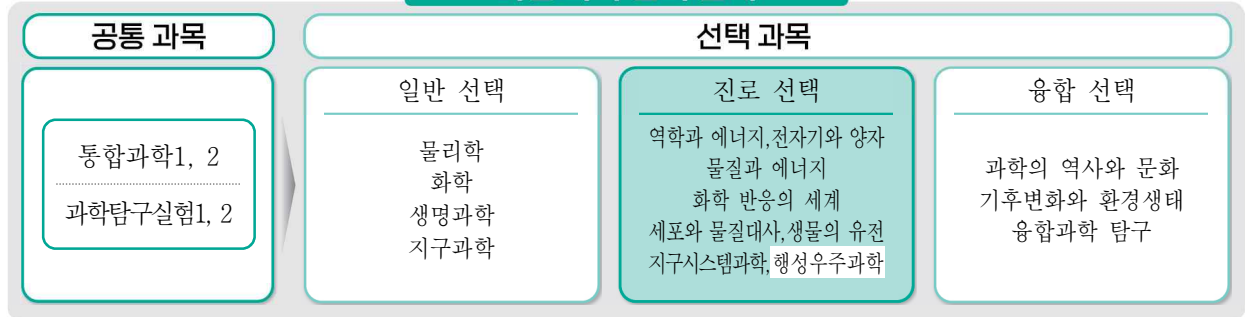 공통 과목
선택 과목
통합과학1, 2
과학탐구실험1, 2
일반 선택
물리학
화학
생명과학
지구과학
진로 선택
역학과 에너지,전자기와 양자
물질과 에너지
화학 반응의 세계
세포와 물질대사,생물의 유전
지구시스템과학,행성우주과학
융합 선택
과학의 역사와 문화
기후변화와 환경생태
융합과학 탐구